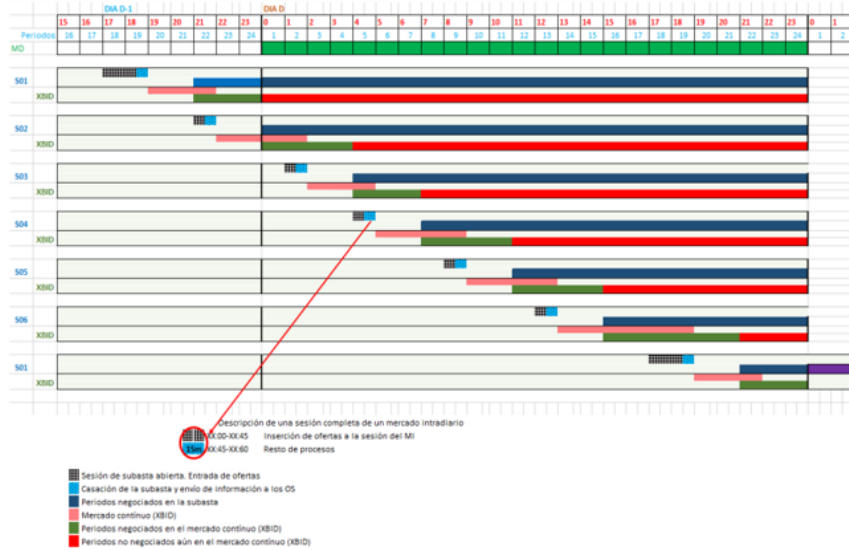 DIA D-1 DIA D
15 16 17 18 19 20 21 22 23 0 1 2 3 4 5 6 7 8 9 10 11 12 13 14 15 16 17 18 19 20 21 22 23 0 1
Periodos 16 17 18 19 20 21 22 23 24 1 2 3 4 5 6 7 8 9 10 11 12 13 14 15 16 17 18 19 20 21 22 23 24 1 2
MD
S01
XBID
S02
XBID
S03
XBID
S04
XBID
S05
XBID
S06
XBID
S01
XBID
Descripción de una sesión completa de un mercado intradiario
XX:00-XX:45 Inserción de ofertas a la sesión del MI
15m XX:45-XX:60 Resto de procesos
Sesión de subasta abierta. Entrada de ofertas
Casación de la subasta y envío de información a los OS
Periodos negociados en la subasta
Mercado contínuo (XBID)
Periodos negociados en el mercado contínuo (XBID)
Periodos no negociados aún en el mercado contínuo (XBID)